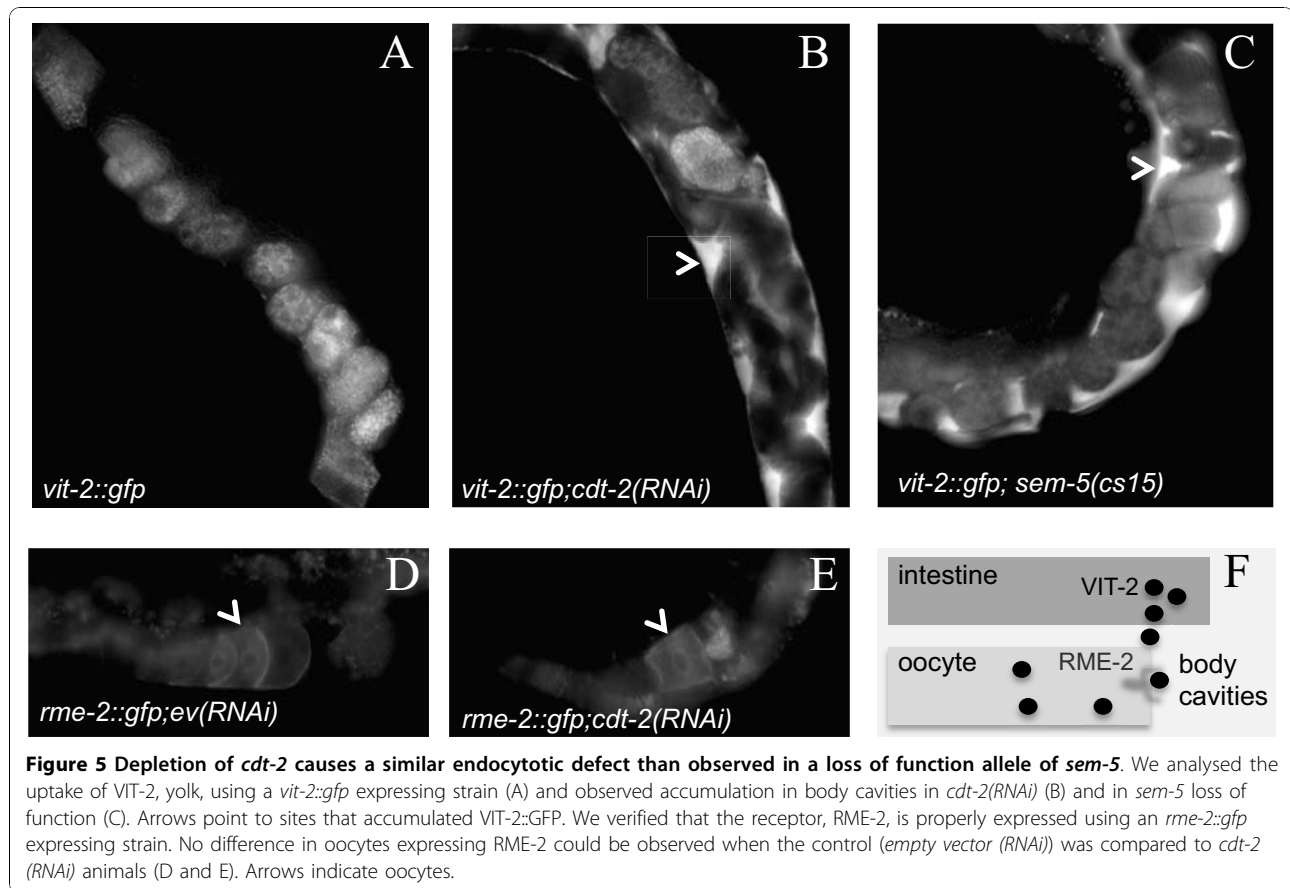 A
B
C
vit-2::gfp
vit-2::gfp;cdt-2(RNAi)
vit-2::gfp; sem-5(cs15)
D
E
F
rme-2::gfp;ev(RNAi)
rme-2::gfp;cdt-2(RNAi)
intestine
VIT-2
oocyte
RME-2
body
cavities
Figure 5 Depletion of cdt-2 causes a similar endocytotic defect than observed in a loss of function allele of sem-5. We analysed the
uptake of VIT-2, yolk, using a vit-2::gfp expressing strain (A) and observed accumulation in body cavities in cdt-2(RNAi) (B) and in sem-5 loss of
function (C). Arrows point to sites that accumulated VIT-2::GFP. We verified that the receptor, RME-2, is properly expressed using an rme-2::gfp
expressing strain. No difference in oocytes expressing RME-2 could be observed when the control (empty vector (RNAi)) was compared to cdt-2
(RNAi) animals (D and E). Arrows indicate oocytes.